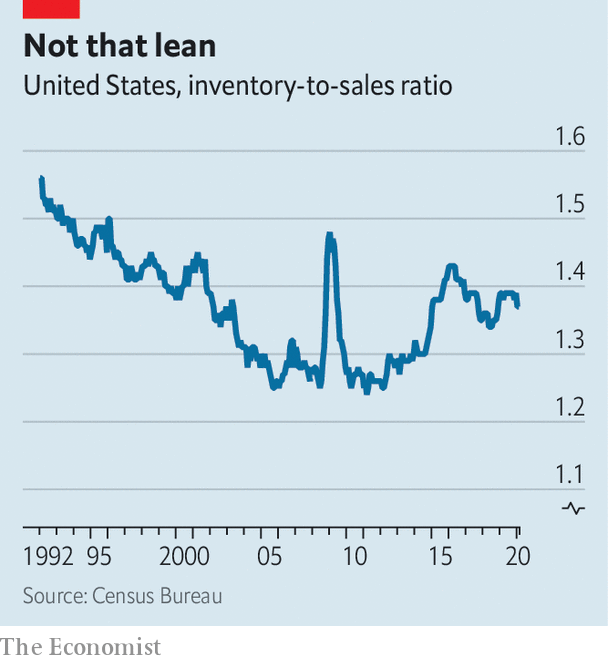 Not that lean
United States, inventory-to-sales ratio
1.6
1.5
1.4
1.3
1.2
1.1
1992 95 2000 05 10 15 20
Source: Census Bureau
The Economist